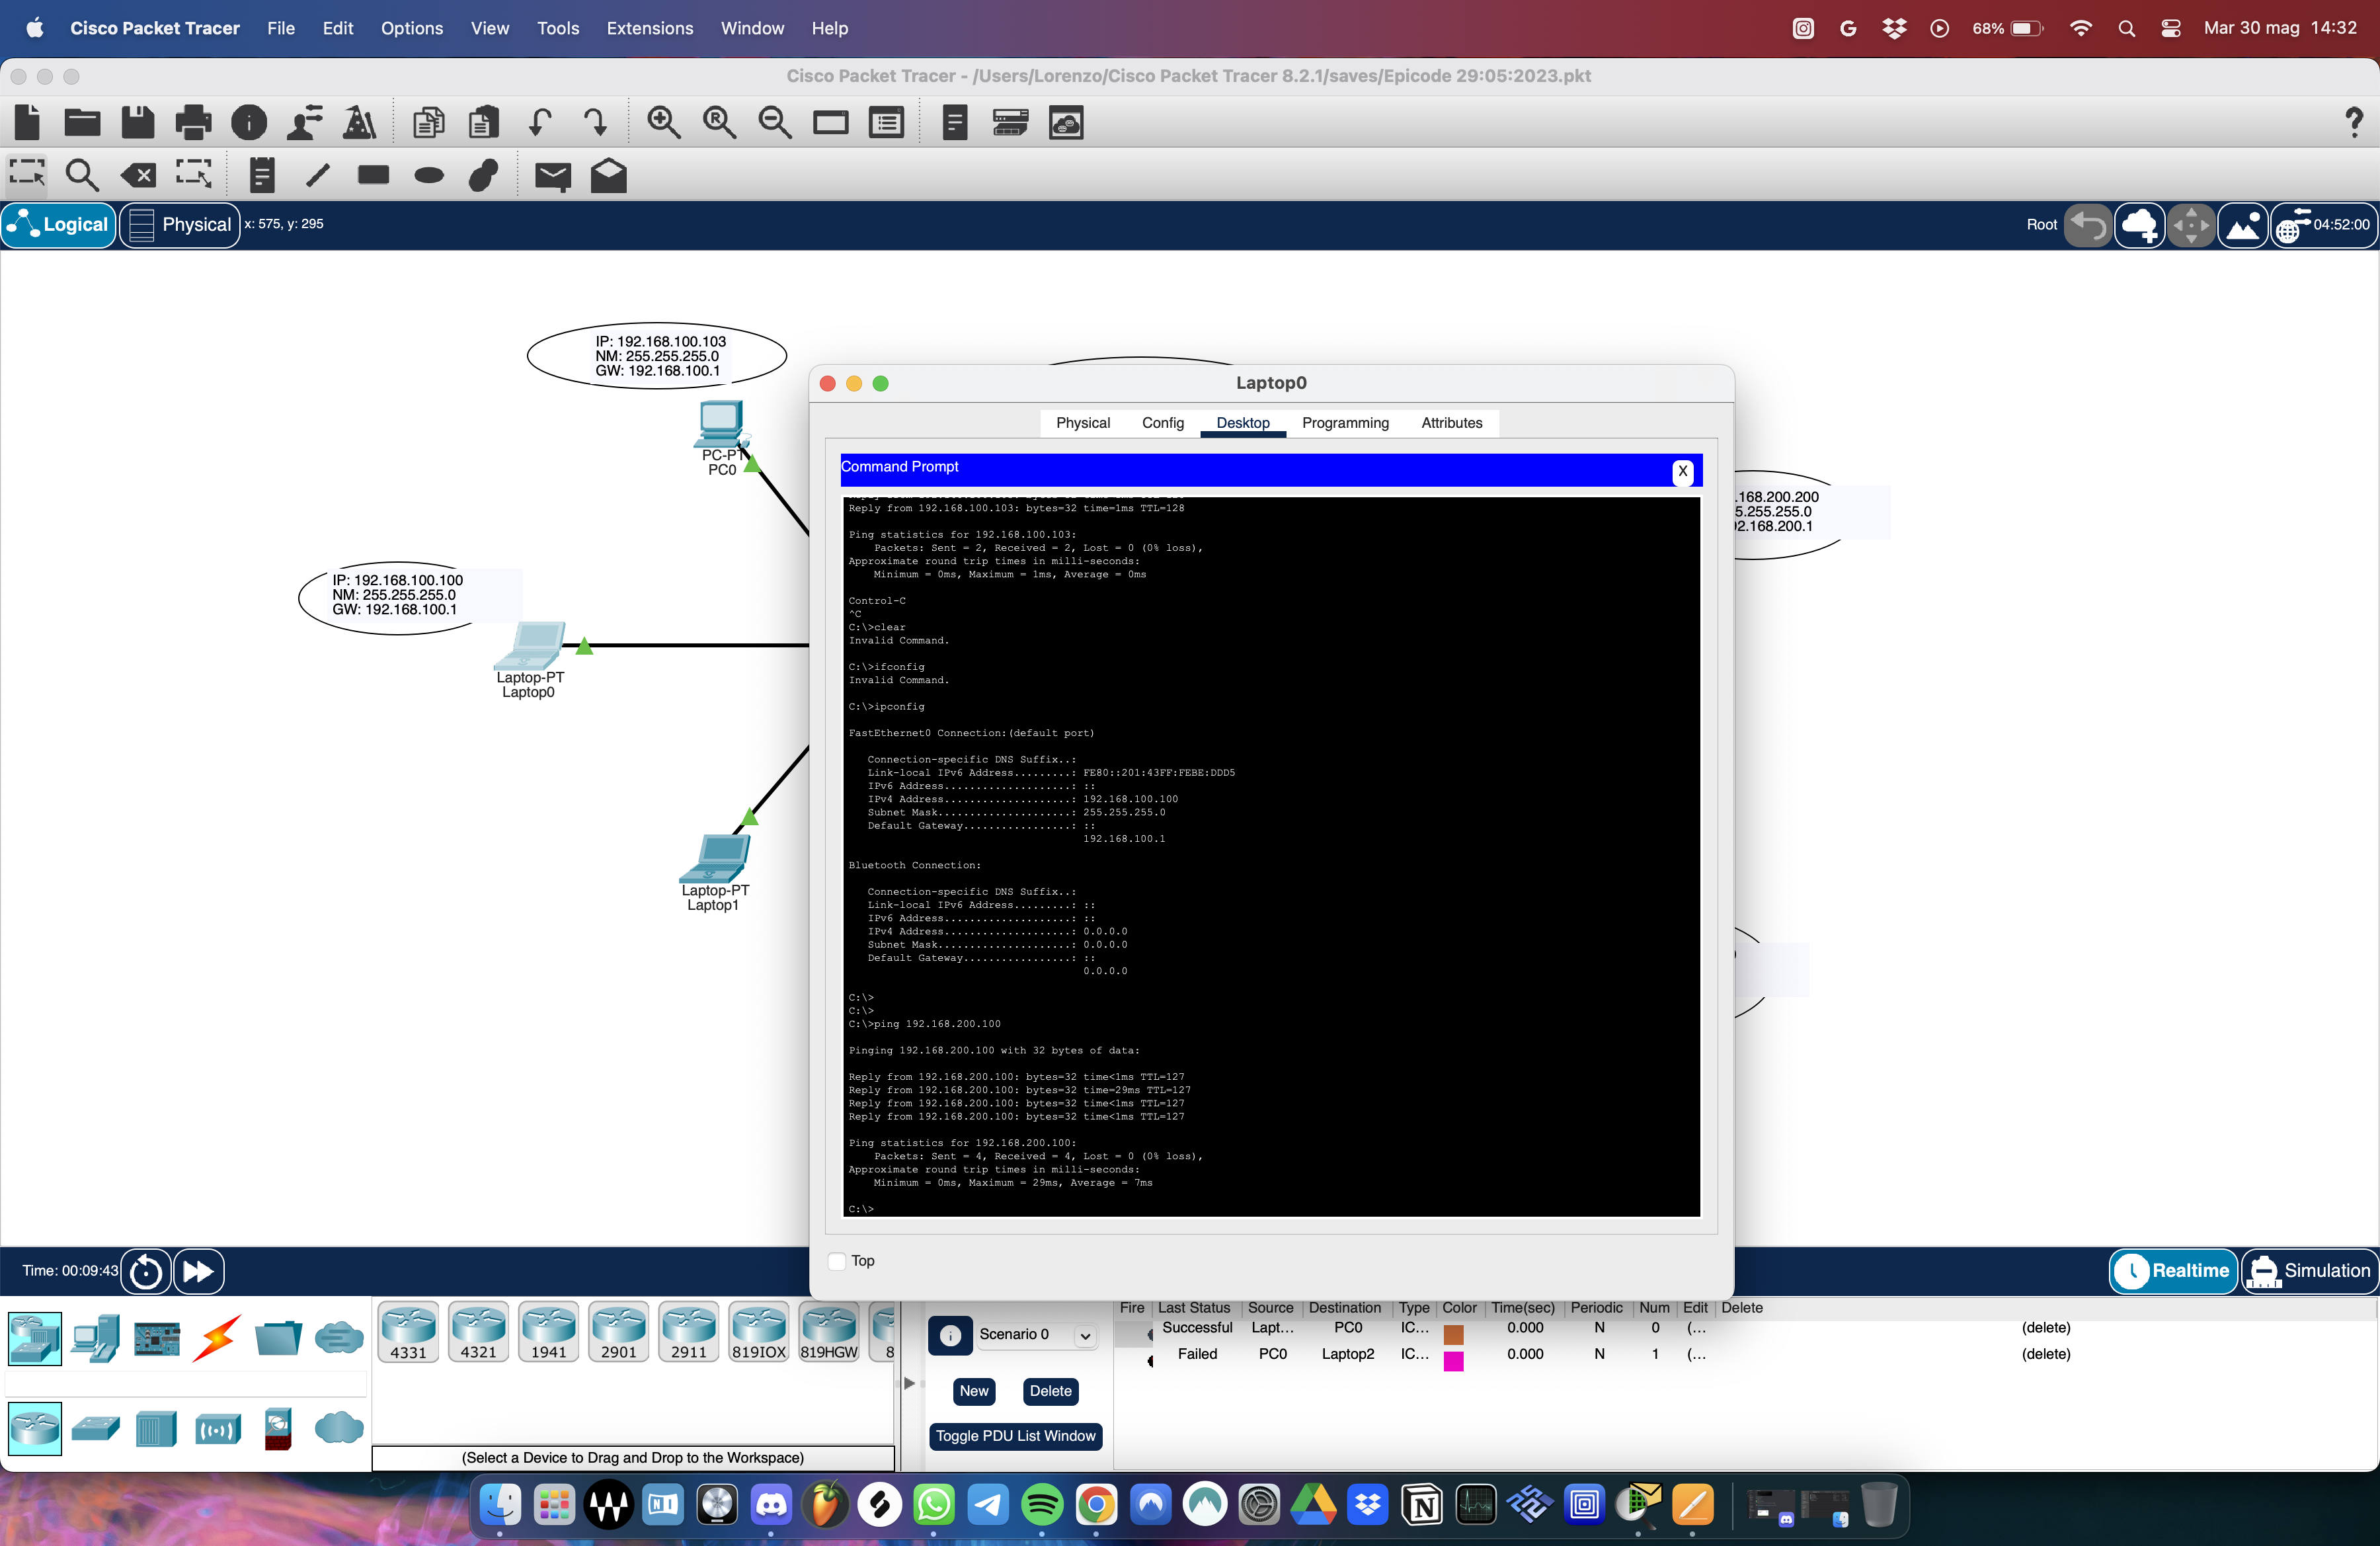 Cisco Packet Tracer File Edit Options View Tools Extensions Window Help 68% Mar 30 mag 14:32
Cisco Packet Tracer - /Users/Lorenzo/Cisco Packet Tracer 8.2.1/saves/Epicode 29:05:2023.pkt
Logical Physical x: 575, y: 295 Root 04:52:00
IP: 192.168.100.103
NM: 255.255.255.0
GW: 192.168.100.1
PC-PT
PC0
IP: 192.168.100.100
NM: 255.255.255.0
GW: 192.168.100.1
Laptop-PT
Laptop0
Laptop-PT
Laptop1
.168.200.200
5.255.255.0
2.168.200.1
Laptop0
Physical Config Desktop Programming Attributes
Command Prompt X
Reply from 192.168.100.103: bytes=32 time=1ms TTL=128
Ping statistics for 192.168.100.103:
Packets: Sent = 2, Received = 2, Lost = 0 (0% loss),
Approximate round trip times in milli-seconds:
Minimum = 0ms, Maximum = 1ms, Average = 0ms
Control-C
^C
C:\>clear
Invalid Command.
C:\>ifconfig
Invalid Command.
C:\>ipconfig
FastEthernet0 Connection:(default port)
Connection-specific DNS Suffix..:
Link-local IPv6 Address.........: FE80::201:43FF:FEBE:DDD5
IPv6 Address....................: ::
IPv4 Address....................: 192.168.100.100
Subnet Mask.....................: 255.255.255.0
Default Gateway.................: ::
192.168.100.1
Bluetooth Connection:
Connection-specific DNS Suffix..:
Link-local IPv6 Address.........: ::
IPv6 Address....................: ::
IPv4 Address....................: 0.0.0.0
Subnet Mask.....................: 0.0.0.0
Default Gateway.................: ::
0.0.0.0
C:\>
C:\>
C:\>ping 192.168.200.100
Pinging 192.168.200.100 with 32 bytes of data:
Reply from 192.168.200.100: bytes=32 time<1ms TTL=127
Reply from 192.168.200.100: bytes=32 time=29ms TTL=127
Reply from 192.168.200.100: bytes=32 time<1ms TTL=127
Reply from 192.168.200.100: bytes=32 time<1ms TTL=127
Ping statistics for 192.168.200.100:
Packets: Sent = 4, Received = 4, Lost = 0 (0% loss),
Approximate round trip times in milli-seconds:
Minimum = 0ms, Maximum = 29ms, Average = 7ms
C:\>
Top
Time: 00:09:43 Realtime Simulation
4331 4321 1941 2901 2911 819IOX 819HGW 8
(Select a Device to Drag and Drop to the Workspace)
Scenario 0
New Delete
Toggle PDU List Window
Fire Last Status Source Destination Type Color Time(sec) Periodic Num Edit Delete
Successful Lapt... PC0 IC... 0.000 N 0 (... (delete)
Failed PC0 Laptop2 IC... 0.000 N 1 (... (delete)